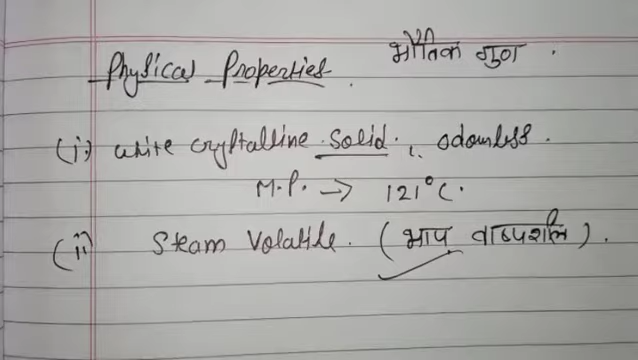 Physical Properties. भौतिक गुण.
(i) white crystalline solid, odourless.
M.P. → 121°C.
(ii) Steam Volatile. (भाप वाष्पशील).